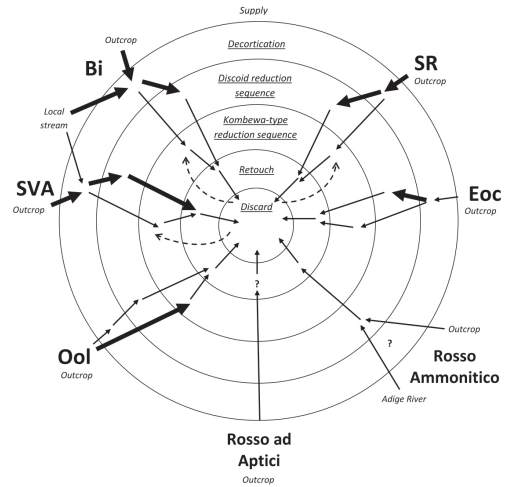 Supply
Outcrop
Decortication
Bi
SR
Outcrop
Discoid reduction
sequence
Local
stream
Kombewa-type
reduction sequence
Retouch
SVA
Outcrop
Discard
Eoc
Outcrop
?
Ool
Outcrop
Outcrop
?
Rosso
Ammonitico
Adige River
Rosso ad
Aptici
Outcrop